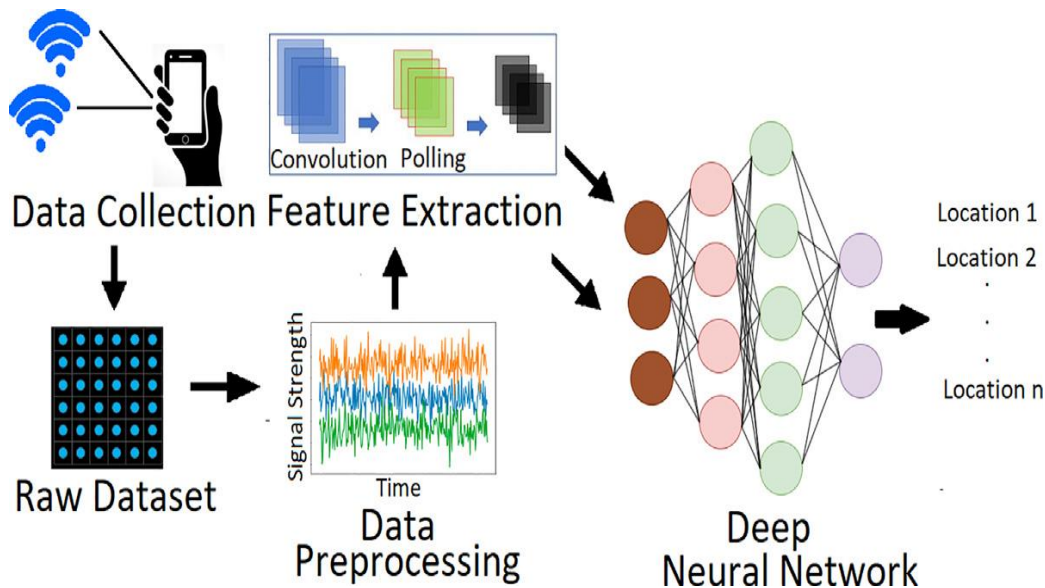 Convolution
Polling
Data Collection
Feature Extraction
Raw Dataset
Signal Strength
Time
Data
Preprocessing
Deep
Neural Network
Location 1
Location 2
.
.
.
Location n